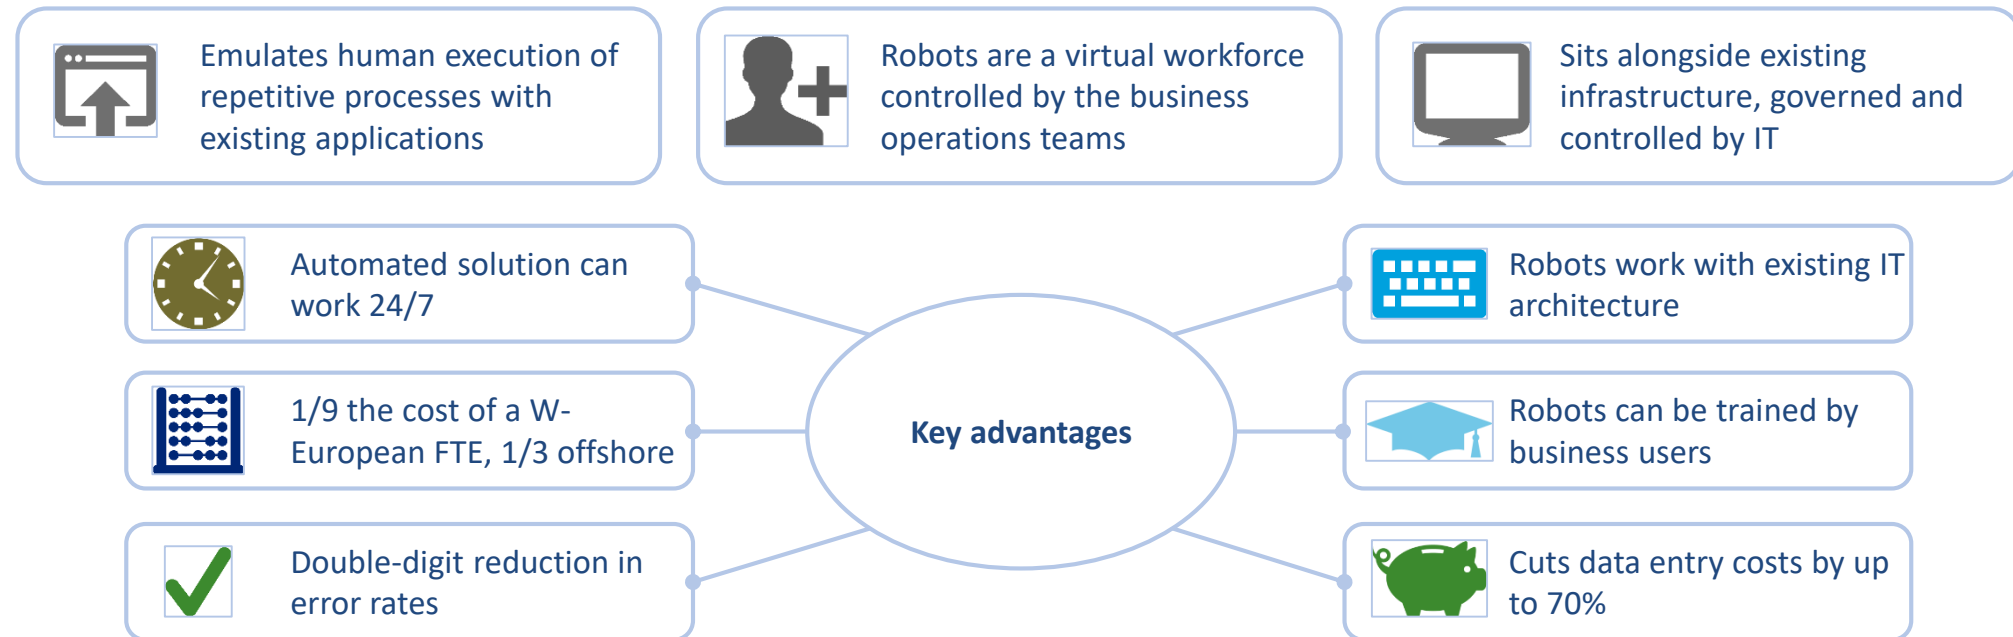 Emulates human execution of
repetitive processes with
existing applications
Robots are a virtual workforce
controlled by the business
operations teams
Sits alongside existing
infrastructure, governed and
controlled by IT
Automated solution can
work 24/7
1/9 the cost of a W-
European FTE, 1/3 offshore
Double-digit reduction in
error rates
Key advantages
Robots work with existing IT
architecture
Robots can be trained by
business users
Cuts data entry costs by up
to 70%